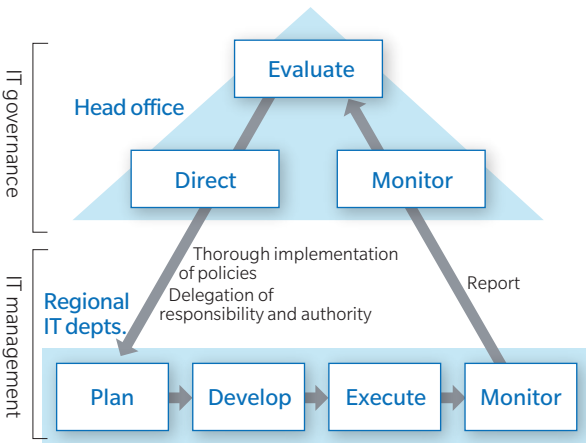 IT governance
Head office
Evaluate
Direct
Monitor
IT management
Regional
IT depts.
Thorough implementation
of policies
Delegation of
responsibility and authority
Report
Plan
Develop
Execute
Monitor